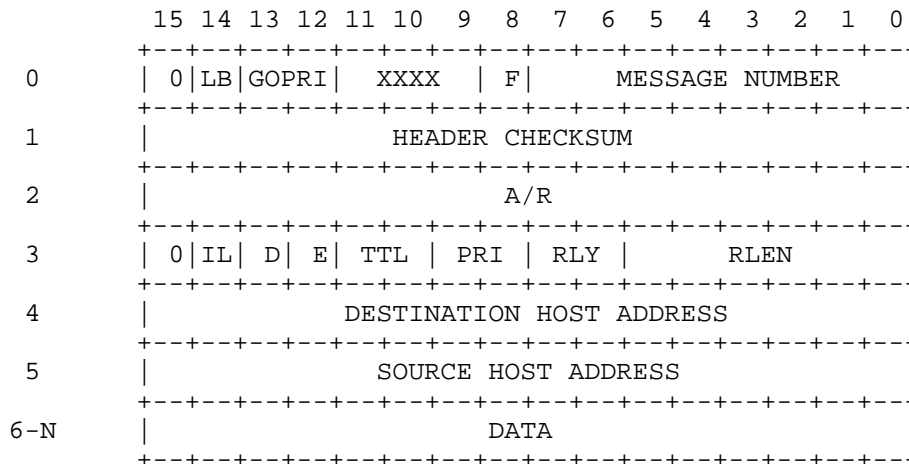 15 14 13 12 11 10 9 8 7 6 5 4 3 2 1 0
+--+--+--+--+--+--+--+--+--+--+--+--+--+--+--+--
0 | 0|LB|GOPRI| XXXX | F| MESSAGE NUMBER
+--+--+--+--+--+--+--+--+--+--+--+--+--+--+--+--
1 | HEADER CHECKSUM
+--+--+--+--+--+--+--+--+--+--+--+--+--+--+--+--
2 | A/R
+--+--+--+--+--+--+--+--+--+--+--+--+--+--+--+--
3 | 0|IL| D| E| TTL | PRI | RLY | RLEN
+--+--+--+--+--+--+--+--+--+--+--+--+--+--+--+--
4 | DESTINATION HOST ADDRESS
+--+--+--+--+--+--+--+--+--+--+--+--+--+--+--+--
5 | SOURCE HOST ADDRESS
+--+--+--+--+--+--+--+--+--+--+--+--+--+--+--+--
6-N | DATA
+--+--+--+--+--+--+--+--+--+--+--+--+--+--+--+--